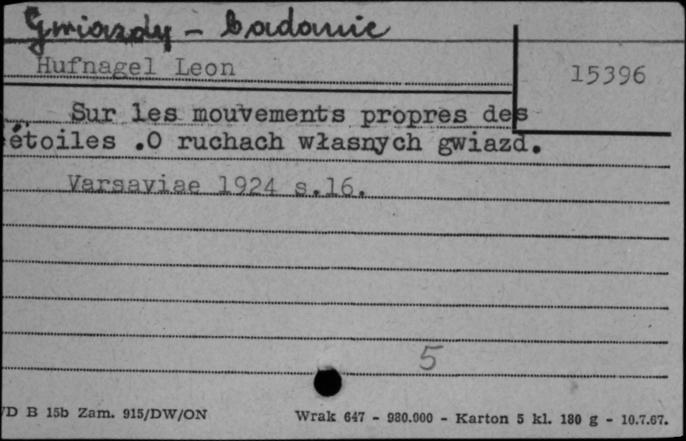 Gwiazdy - badanie
Hufnagel Leon
15396
Sur les mouvements propres des
étoiles .O ruchach własnych gwiazd.
Varsaviae 1924 s.16.
5
/D B 15b Zam. 915/DW/ON
Wrak 647 - 980.000 - Karton 5 kl. 180 g - 10.7.67.